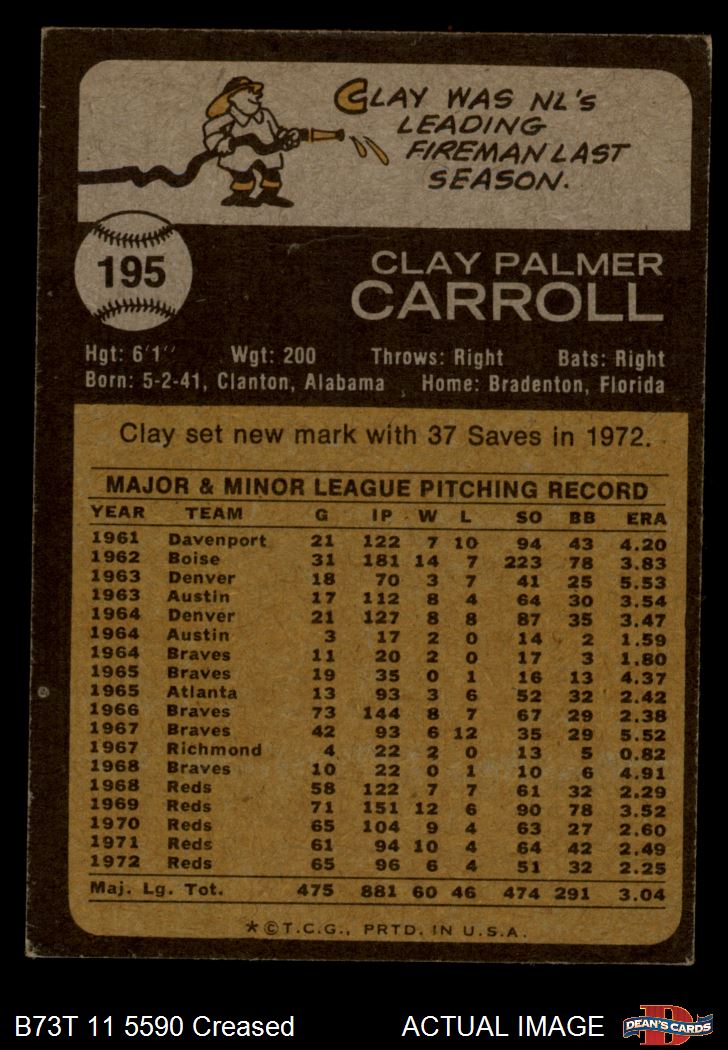 CLAY WAS NL's
LEADING
FIREMAN LAST
SEASON.
195
CLAY PALMER
CARROLL
Hgt: 6'1'' Wgt: 200 Throws: Right Bats: Right
Born: 5-2-41, Clanton, Alabama Home: Bradenton, Florida
Clay set new mark with 37 Saves in 1972.
MAJOR & MINOR LEAGUE PITCHING RECORD
YEAR TEAM G IP W L SO BB ERA
1961 Davenport 21 122 7 10 94 43 4.20
1962 Boise 31 181 14 7 223 78 3.83
1963 Denver 18 70 3 7 41 25 5.53
1963 Austin 17 112 8 4 64 30 3.54
1964 Denver 21 127 8 8 87 35 3.47
1964 Austin 3 17 2 0 14 2 1.59
1964 Braves 11 20 2 0 17 3 1.80
1965 Braves 19 35 0 1 16 13 4.37
1965 Atlanta 13 93 3 6 52 32 2.42
1966 Braves 73 144 8 7 67 29 2.38
1967 Braves 42 93 6 12 35 29 5.52
1967 Richmond 4 22 2 0 13 5 0.82
1968 Braves 10 22 0 1 10 6 4.91
1968 Reds 58 122 7 7 61 32 2.29
1969 Reds 71 151 12 6 90 78 3.52
1970 Reds 65 104 9 4 63 27 2.60
1971 Reds 61 94 10 4 64 42 2.49
1972 Reds 65 96 6 4 51 32 2.25
Maj. Lg. Tot. 475 881 60 46 474 291 3.04
*©T.C.G., PRTD. IN U.S.A.
B73T 11 5590 Creased ACTUAL IMAGE
D
DEAN'S CARDS